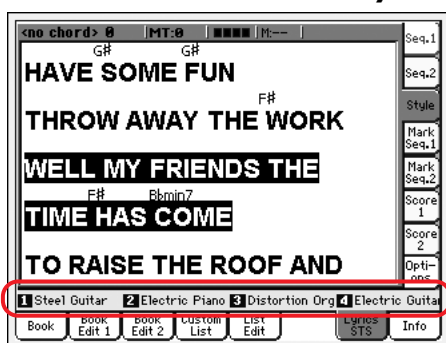 <no chord> 0 |MT:0 | |M:-- |
G# G#
HAVE SOME FUN
F#
THROW AWAY THE WORK
WELL MY FRIENDS THE
F# Bbmin7
TIME HAS COME
TO RAISE THE ROOF AND
1 Steel Guitar 2 Electric Piano 3 Distortion Org 4 Electric Guitar
Book
Book Edit 1
Book Edit 2
Custom List
List Edit
Lyrics STS
Info
Seq.1
Seq.2
Style
Mark Seq.1
Mark Seq.2
Score 1
Score 2
Opti-ons